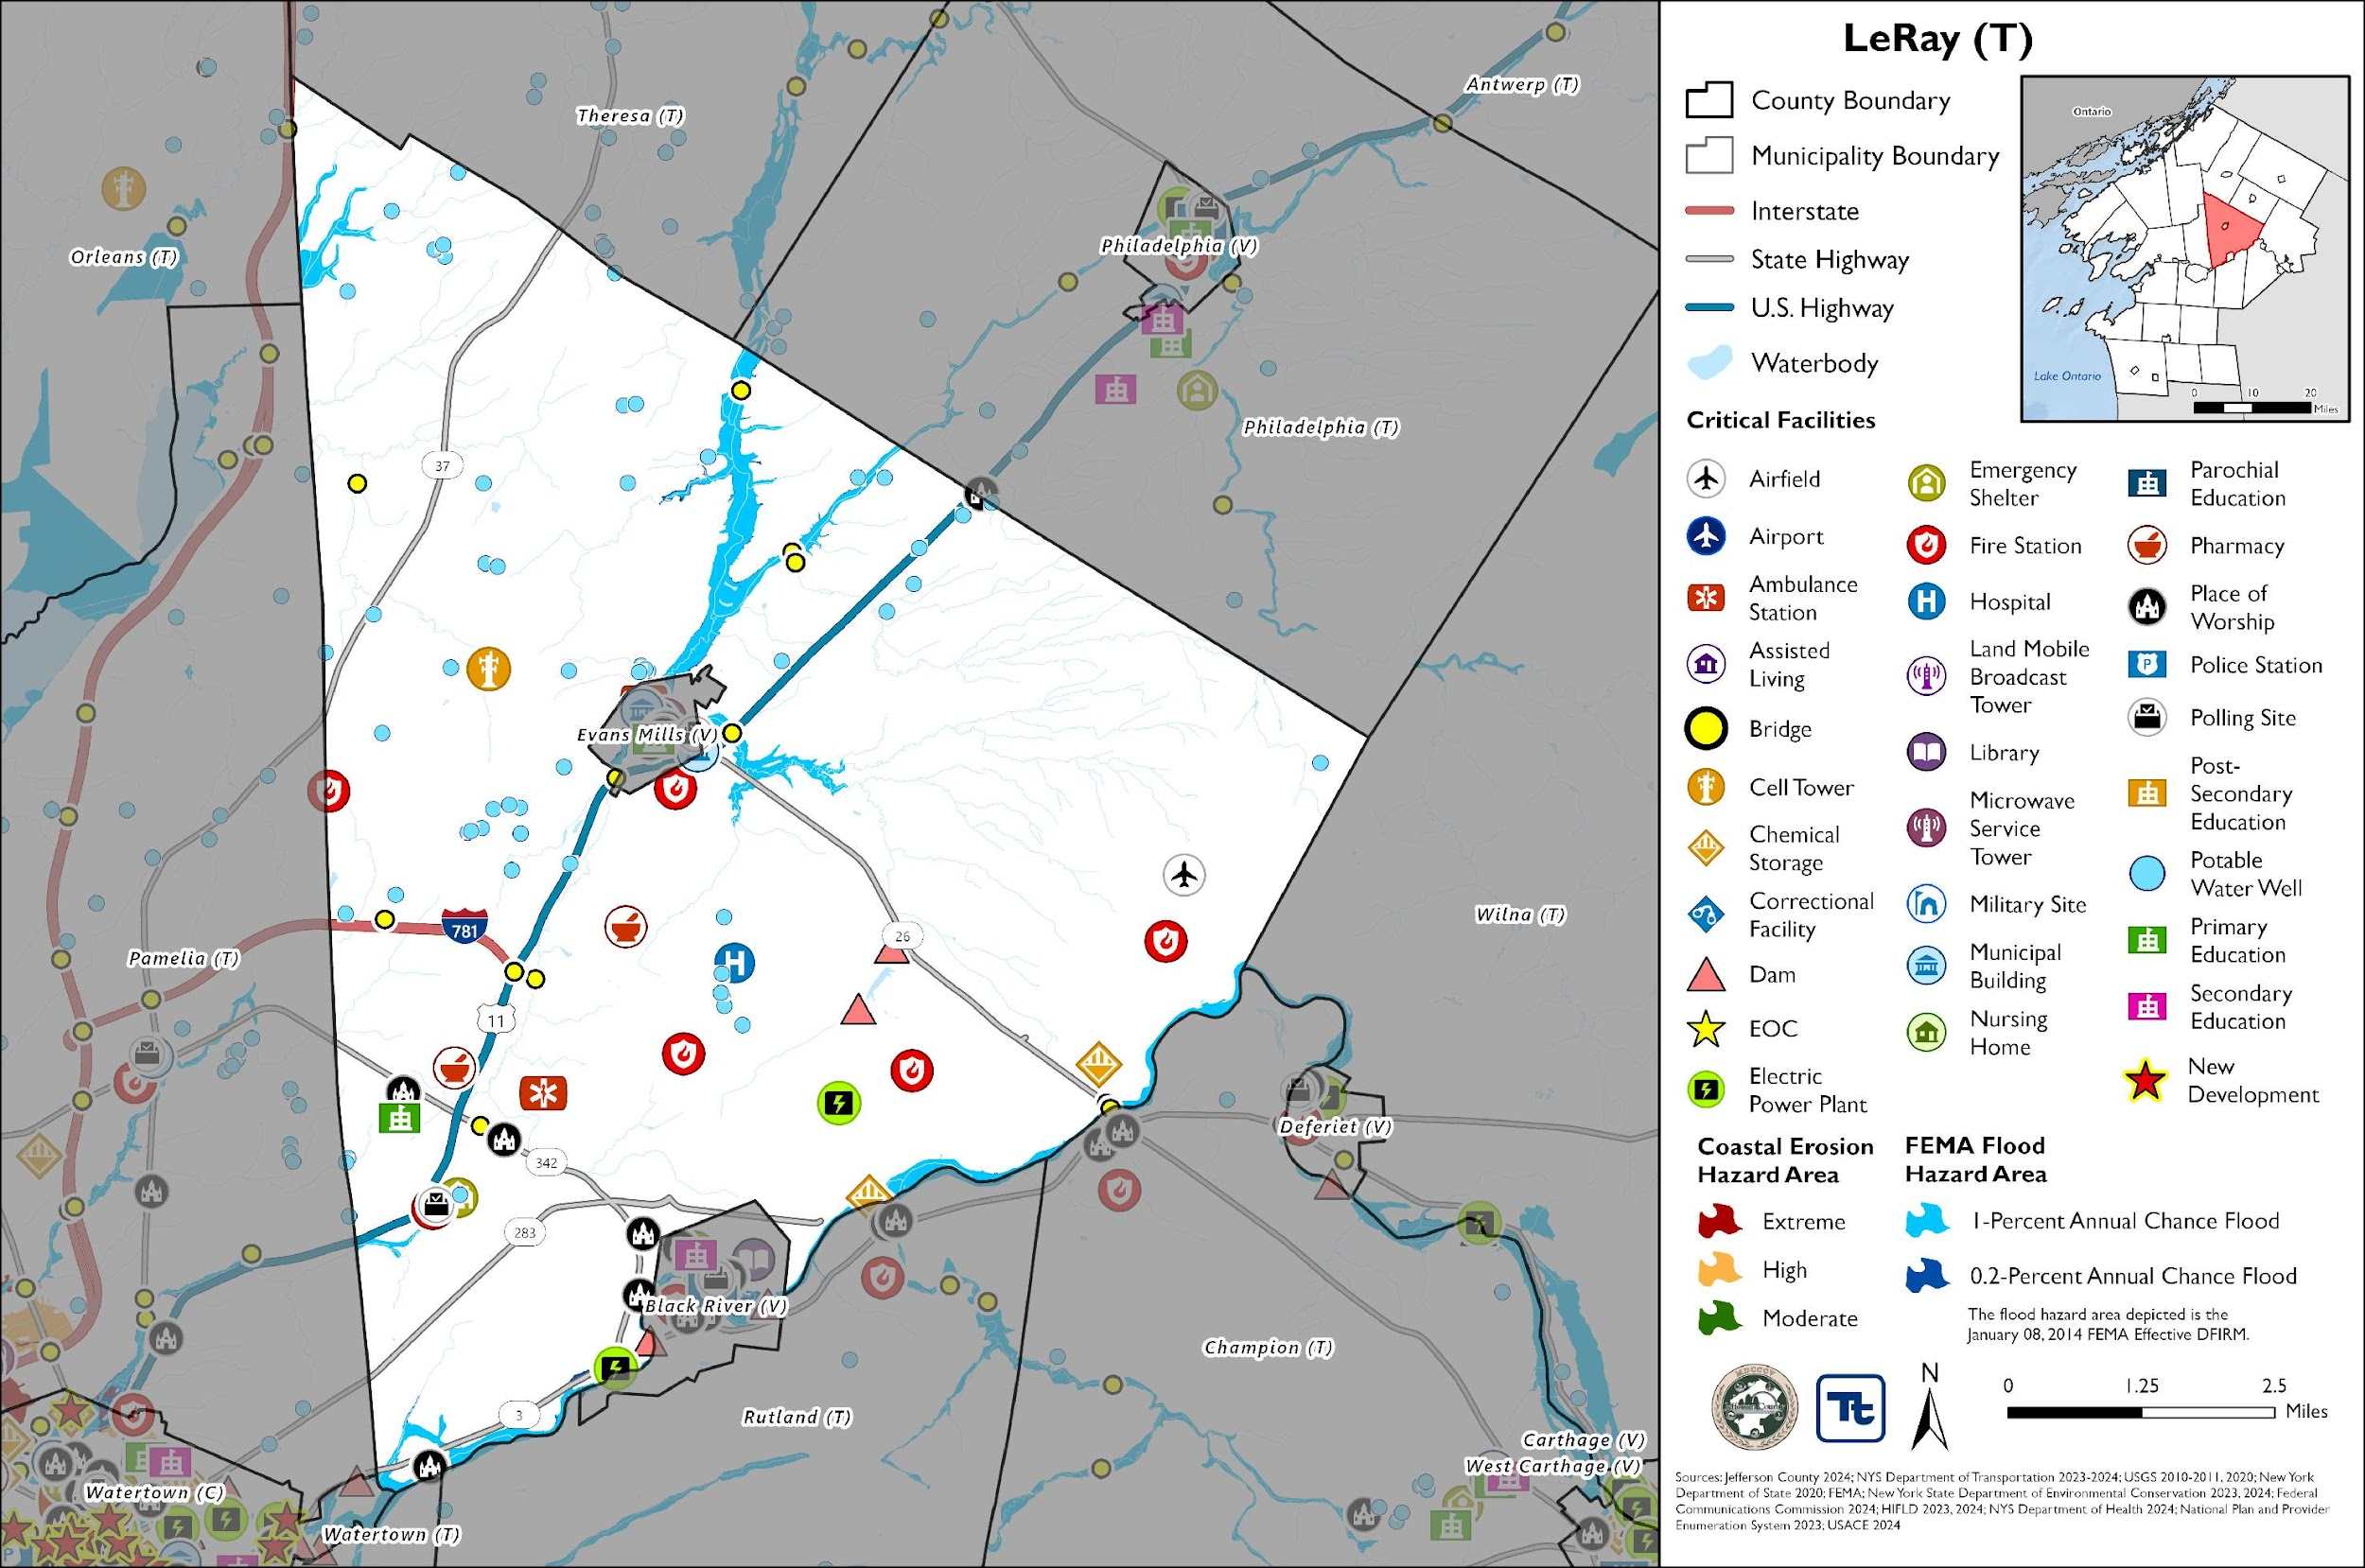 LeRay (T)
County Boundary
Municipality Boundary
Interstate
State Highway
U.S. Highway
Waterbody
Ontario
Lake Ontario
0 10 20
Miles
Critical Facilities
Airfield
Airport
Ambulance
Station
Assisted
Living
Bridge
Cell Tower
Chemical
Storage
Correctional
Facility
Dam
EOC
Electric
Power Plant
Emergency
Shelter
Fire Station
H
Hospital
Land Mobile
Broadcast
Tower
Library
Microwave
Service
Tower
Military Site
Municipal
Building
Nursing
Home
Parochial
Education
Pharmacy
Place of
Worship
P
Police Station
Polling Site
Post-
Secondary
Education
Potable
Water Well
Primary
Education
Secondary
Education
New
Development
Coastal Erosion
Hazard Area
Extreme
High
Moderate
FEMA Flood
Hazard Area
1-Percent Annual Chance Flood
0.2-Percent Annual Chance Flood
The flood hazard area depicted is the
January 08, 2014 FEMA Effective DFIRM.
Tt
N
0 1.25 2.5
Miles
Sources: Jefferson County 2024; NYS Department of Transportation 2023-2024; USGS 2010-2011, 2020; New York
Department of State 2020; FEMA; New York State Department of Environmental Conservation 2023, 2024; Federal
Communications Commission 2024; HIFLD 2023, 2024; NYS Department of Health 2024; National Plan and Provider
Enumeration System 2023; USACE 2024
Theresa (T)
Antwerp (T)
Orleans (T)
Philadelphia (V)
Philadelphia (T)
37
Evans Mills (V)
Wilna (T)
781
26
H
Pamelia (T)
11
Deferiet (V)
342
283
Black River (V)
Champion (T)
3
Rutland (T)
Carthage (V)
West Carthage (V)
Watertown (C)
Watertown (T)